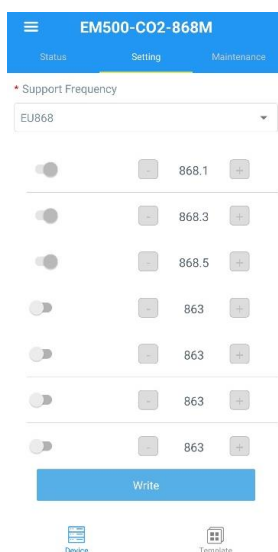 EM500-CO2-868M
Status Setting Maintenance
* Support Frequency
EU868
- 868.1 +
- 868.3 +
- 868.5 +
- 863 +
- 863 +
- 863 +
- 863 +
Write
Device Template